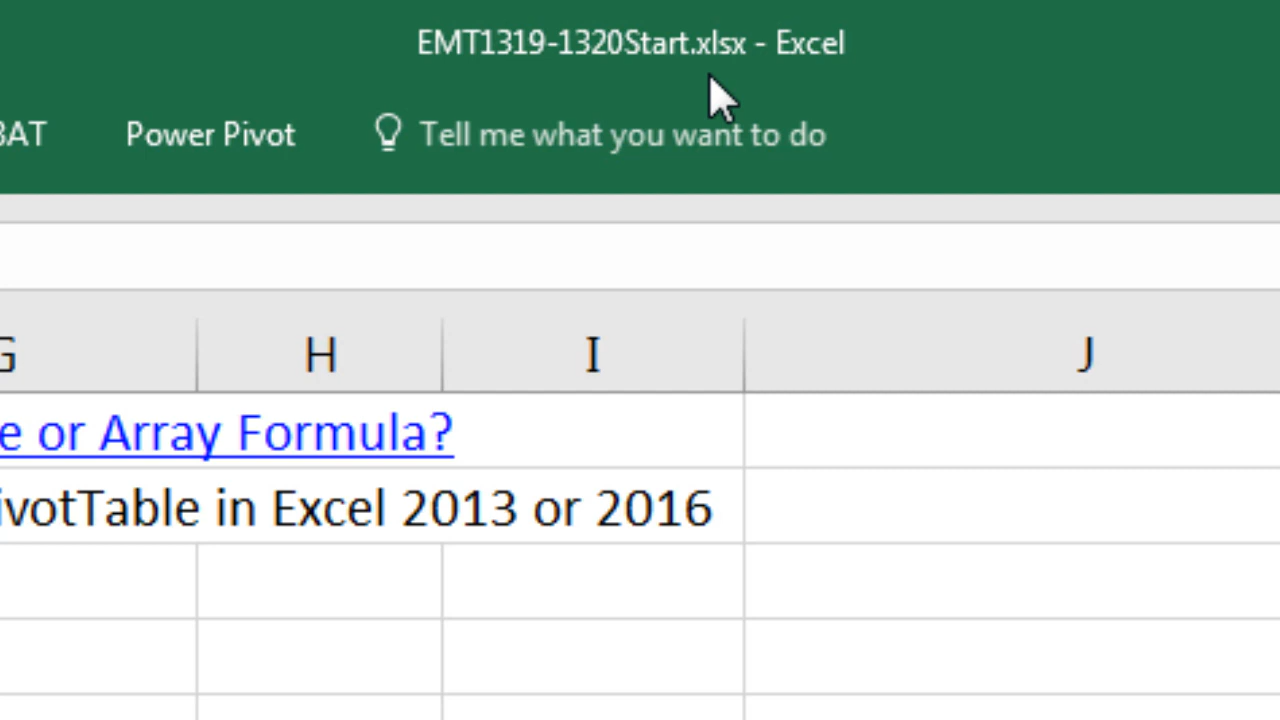 EMT1319-1320Start.xlsx - Excel
BAT Power Pivot Tell me what you want to do
G H I J
e or Array Formula?
ivotTable in Excel 2013 or 2016